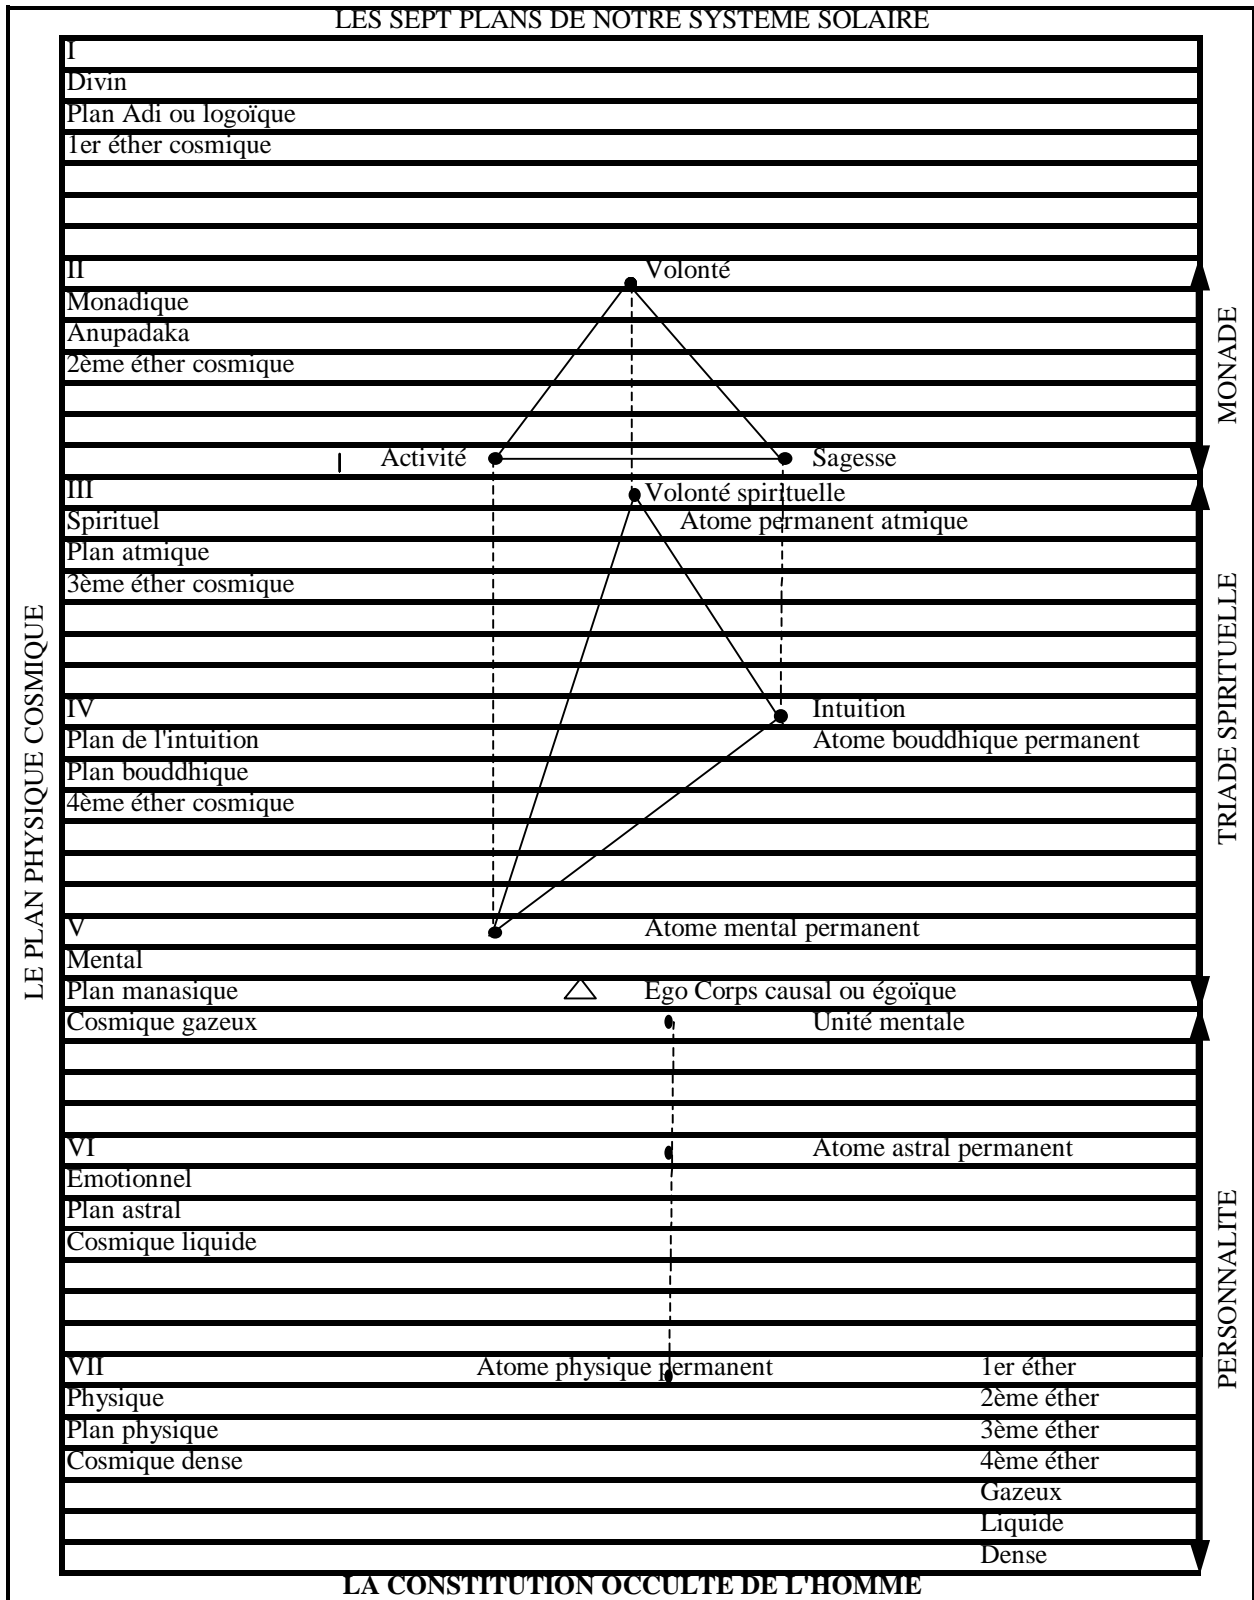 LES SEPT PLANS DE NOTRE SYSTEME SOLAIRE
I
Divin
Plan Adi ou logoïque
1er éther cosmique
II Volonté
Monadique
Anupadaka
2ème éther cosmique
Activité Sagesse
III Volonté spirituelle
Spirituel Atome permanent atmique
Plan atmique
3ème éther cosmique
IV Intuition
Plan de l'intuition Atome bouddhique permanent
Plan bouddhique
4ème éther cosmique
V Atome mental permanent
Mental
Plan manasique Ego Corps causal ou égoïque
Cosmique gazeux Unité mentale
VI Atome astral permanent
Emotionnel
Plan astral
Cosmique liquide
VII Atome physique permanent 1er éther
Physique 2ème éther
Plan physique 3ème éther
Cosmique dense 4ème éther
Gazeux
Liquide
Dense
LA CONSTITUTION OCCULTE DE L'HOMME
LE PLAN PHYSIQUE COSMIQUE
MONADE
TRIADE SPIRITUELLE
PERSONNALITE